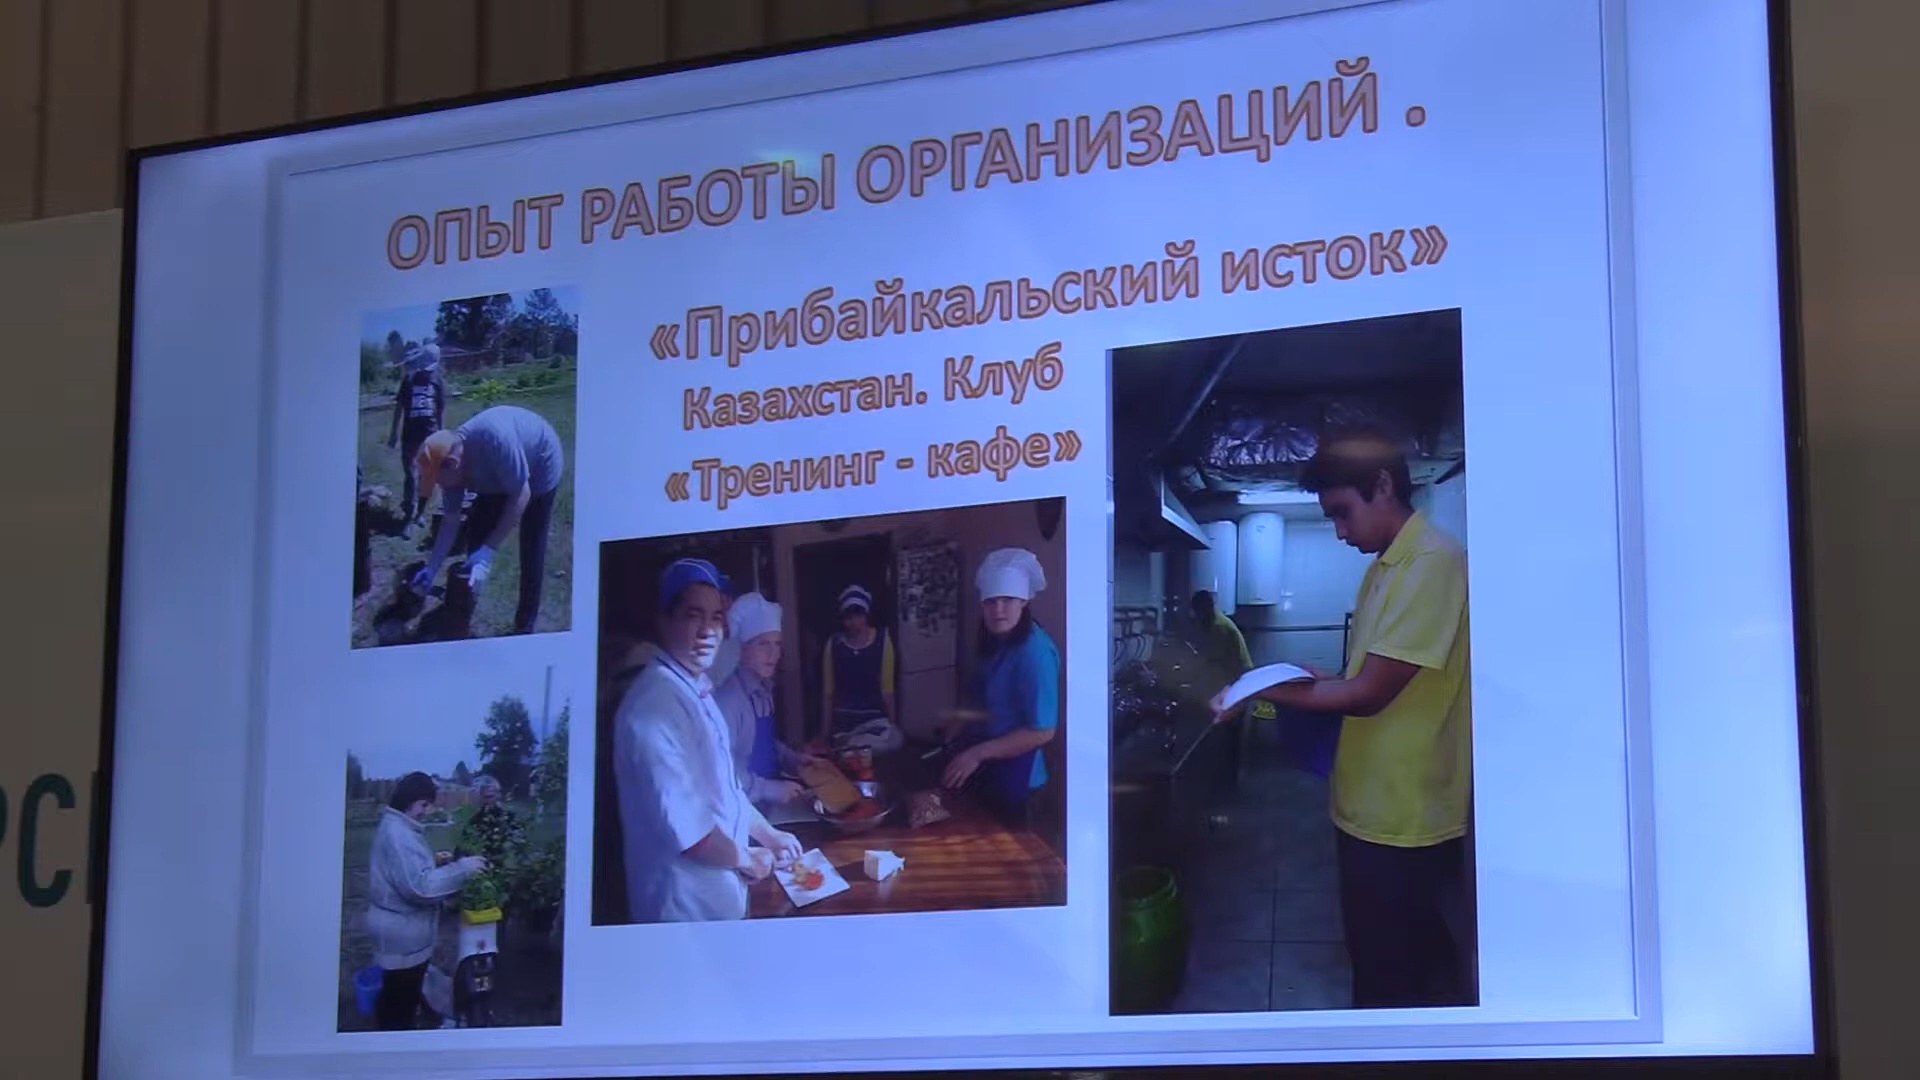 ОПЫТ РАБОТЫ ОРГАНИЗАЦИЙ .
«Прибайкальский исток»
Казахстан. Клуб
«Тренинг - кафе»